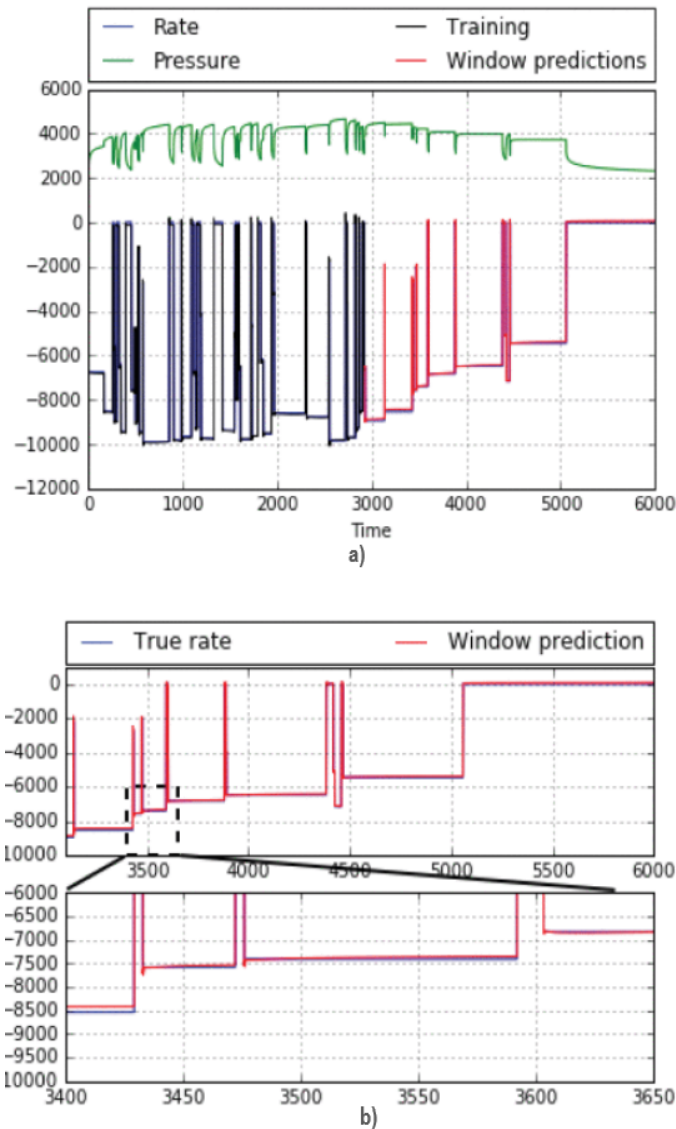 Rate Training
Pressure Window predictions
6000
4000
2000
0
−2000
−4000
−6000
−8000
−10000
−12000
0 1000 2000 3000 4000 5000 6000
Time
a)
True rate Window prediction
0
−2000
−4000
−6000
−8000
10000
3500 4000 4500 5000 5500 6000
−6000
−6500
−7000
−7500
−8000
−8500
−9000
−9500
10000
3400 3450 3500 3550 3600 3650
b)